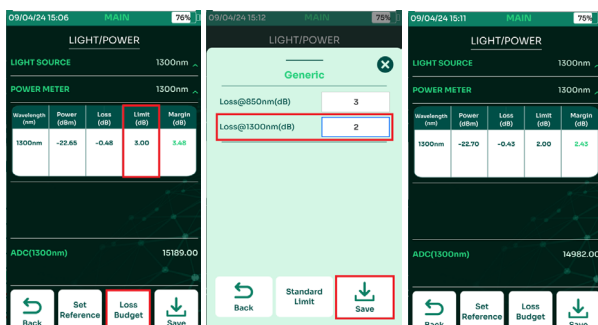 09/04/24 15:06 MAIN 76%
LIGHT/POWER
LIGHT SOURCE 1300nm
POWER METER 1300nm
Wavelength (nm) Power (dBm) Loss (dB) Limit (dB) Margin (dB)
1300nm -22.65 -0.48 3.00 3.48
ADC(1300nm) 15189.00
Back Set Reference Loss Budget Save
09/04/24 15:12 MAIN 75%
LIGHT/POWER
Generic
Loss@850nm(dB) 3
Loss@1300nm(dB) 2
Back Standard Limit Save
09/04/24 15:11 MAIN 75%
LIGHT/POWER
LIGHT SOURCE 1300nm
POWER METER 1300nm
Wavelength (nm) Power (dBm) Loss (dB) Limit (dB) Margin (dB)
1300nm -22.70 -0.43 2.00 2.43
ADC(1300nm) 14982.00
Back Set Reference Loss Budget Save